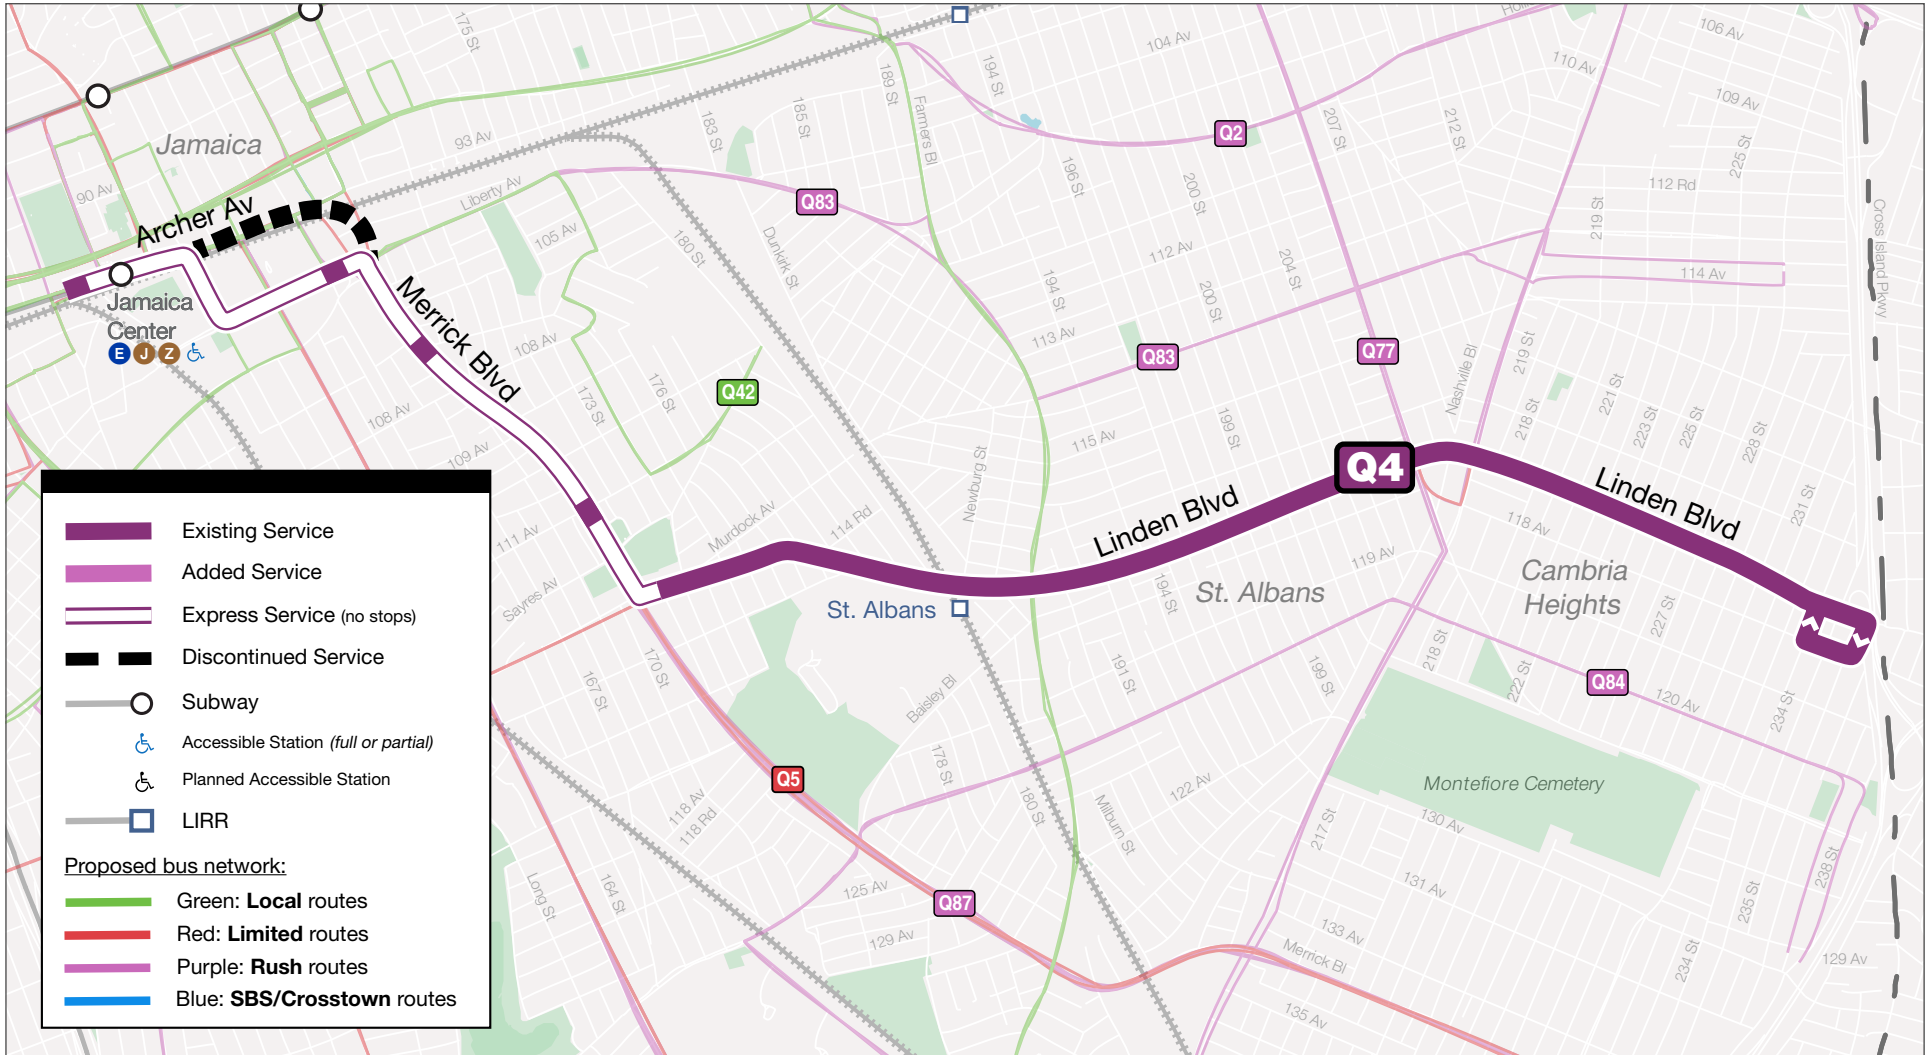 175 St
104 Av
194 St
Holli
106 Av
110 Av
109 Av
189 St
Farmers Bl
185 St
183 St
93 Av
Jamaica
Q2
207 St
212 St
225 St
196 St
200 St
112 Rd
219 St
Cross Island Pkwy
90 Av
Archer Av
Liberty Av
Q83
105 Av
180 St
Dunkirk St
112 Av
204 St
114 Av
194 St
200 St
Jamaica
Center
E J Z
Merrick Blvd
108 Av
113 Av
Q83
Q77
Nashville Bl
219 St
176 St
Q42
173 St
108 Av
221 St
218 St
223 St
225 St
228 St
199 St
115 Av
109 Av
Newburg St
Q4
Linden Blvd
Linden Blvd
231 St
111 Av
Murdock Av
114 Rd
118 Av
119 Av
Existing Service
Added Service
Express Service (no stops)
Discontinued Service
Subway
Accessible Station (full or partial)
Planned Accessible Station
LIRR
Proposed bus network:
Green: Local routes
Red: Limited routes
Purple: Rush routes
Blue: SBS/Crosstown routes
Sayres Av
St. Albans
194 St
St. Albans
Cambria
Heights
227 St
170 St
167 St
Baisley Bl
191 St
199 St
218 St
222 St
Q84
120 Av
234 St
178 St
Q5
118 Av
118 Rd
180 St
Milburn St
122 Av
Montefiore Cemetery
217 St
130 Av
Long St
164 St
125 Av
Q87
129 Av
131 Av
238 St
235 St
133 Av
Merrick Bl
234 St
129 Av
135 Av